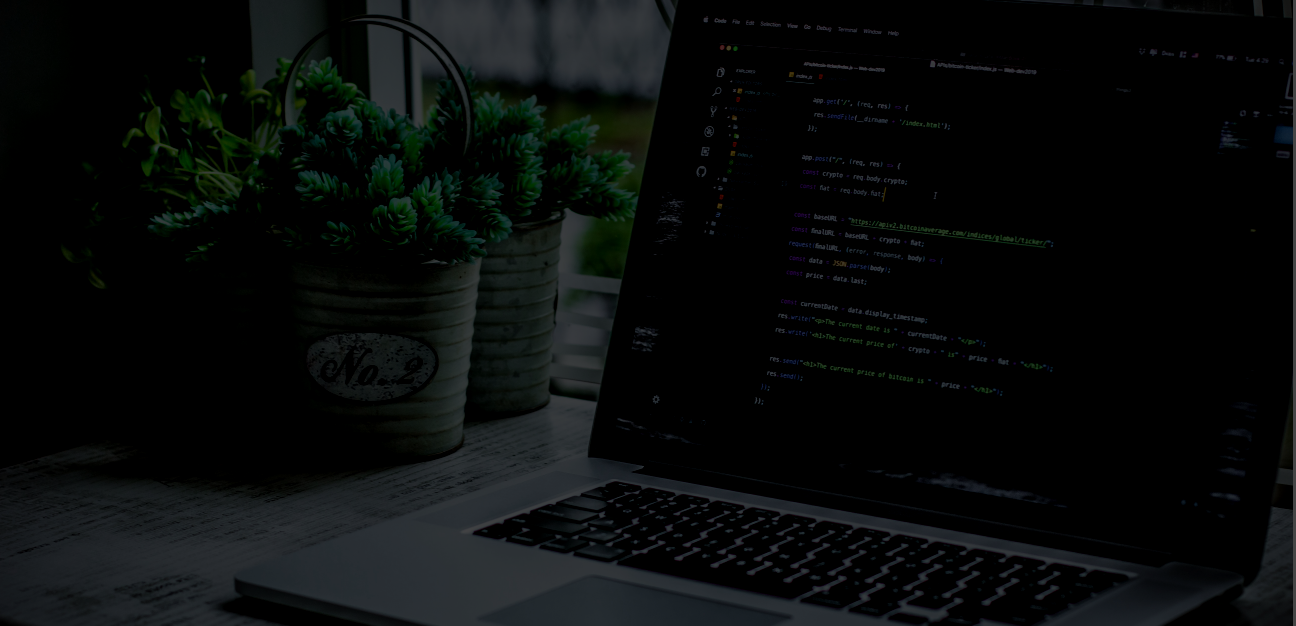 No. 2
Code File Edit Selection View Go Debug Terminal Window Help
index.js
app.get("/", (req, res) => {
res.sendFile(__dirname + "/index.html");
});
app.post("/", (req, res) => {
const crypto = req.body.crypto;
const fiat = req.body.fiat;
const baseURL = "https://apiv2.bitcoinaverage.com/indices/global/ticker/";
const finalURL = baseURL + crypto + fiat;
request(finalURL, (error, response, body) => {
const data = JSON.parse(body);
const price = data.last;
const currentDate = data.display_timestamp;
res.write("<p>The current date is " + currentDate + "</p>");
res.write("<h1>The current price of" + crypto + " is" + price + fiat + "</h1>");
res.send("<h1>The current price of bitcoin is " + price + "</h1>");
res.send();
});
});